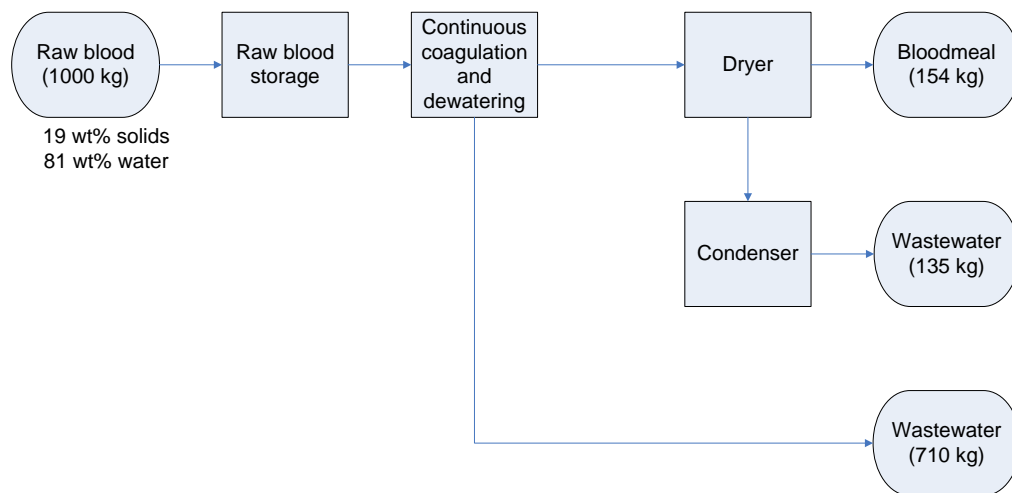 Raw blood
(1000 kg)
19 wt% solids
81 wt% water
Raw blood
storage
Continuous
coagulation
and
dewatering
Dryer
Bloodmeal
(154 kg)
Condenser
Wastewater
(135 kg)
Wastewater
(710 kg)